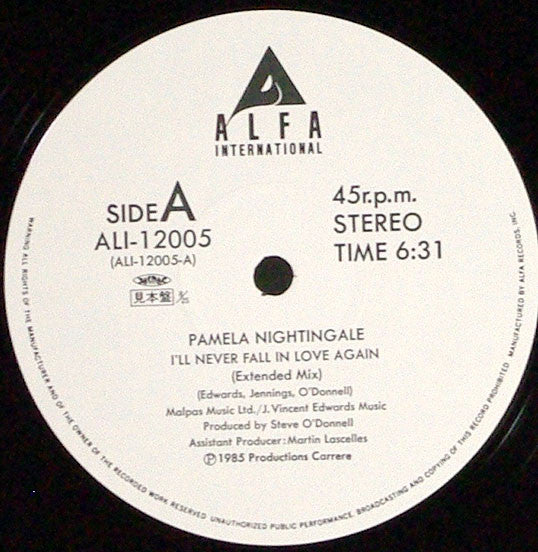 ALFA
INTERNATIONAL
SIDE A
ALI-12005
(ALI-12005-A)
見本盤
45r.p.m.
STEREO
TIME 6:31
PAMELA NIGHTINGALE
I'LL NEVER FALL IN LOVE AGAIN
(Extended Mix)
(Edwards, Jennings, O'Donnell)
Malpas Music Ltd./J. Vincent Edwards Music
Produced by Steve O'Donnell
Assistant Producer: Martin Lascelles
Ⓟ1985 Productions Carrere
WARNING ALL RIGHTS OF THE MANUFACTURER AND OF THE OWNER OF THE RECORDED WORK RESERVED UNAUTHORIZED PUBLIC PERFORMANCE, BROADCASTING AND COPYING OF THIS RECORD PROHIBITED MANUFACTURED BY ALFA RECORDS, INC.